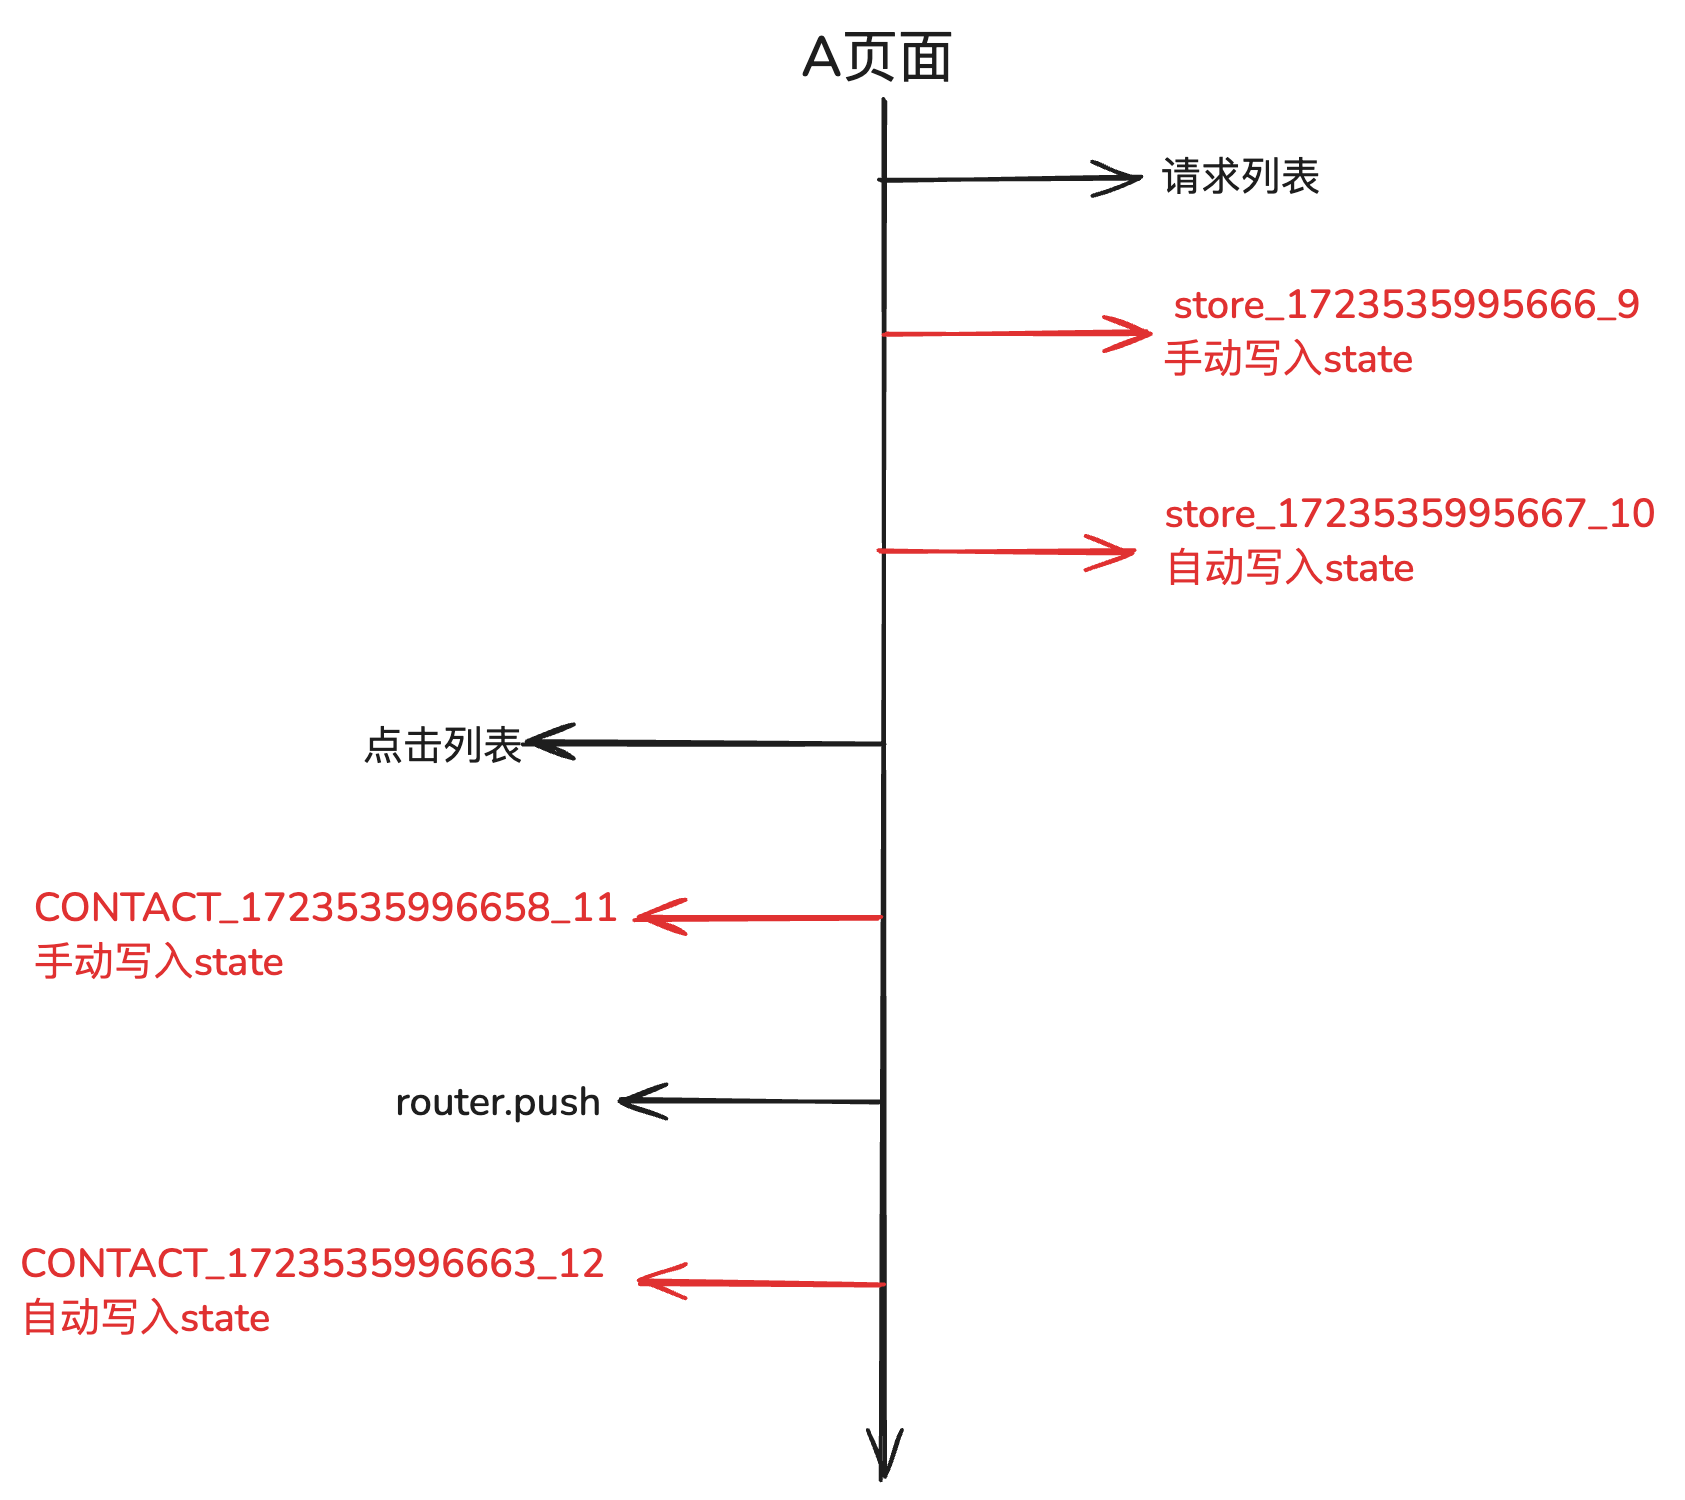 A页面
请求列表
store_1723535995666_9
手动写入state
store_1723535995667_10
自动写入state
点击列表
CONTACT_1723535996658_11
手动写入state
router.push
CONTACT_1723535996663_12
自动写入state